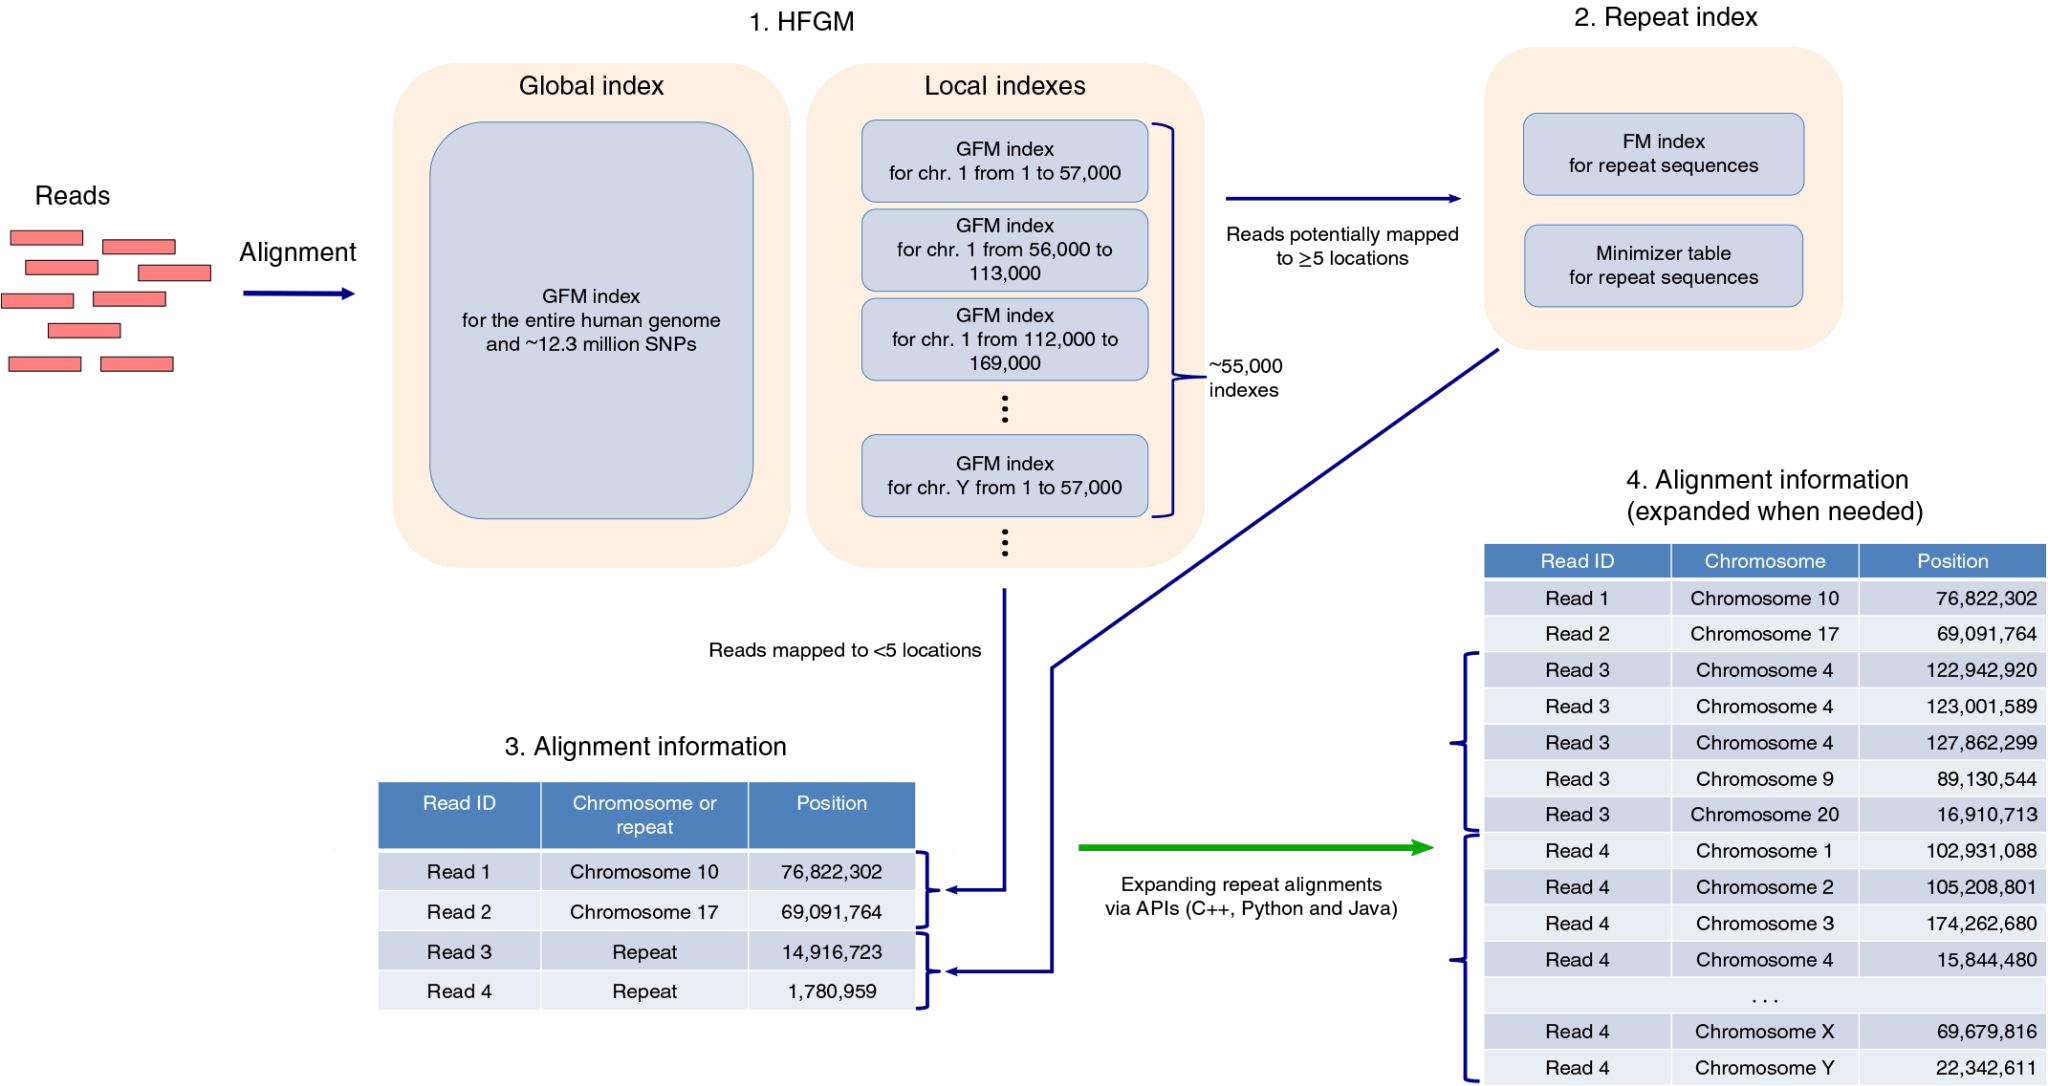 1. HFGM
2. Repeat index
Global index
Local indexes
Reads
Alignment
GFM index
for the entire human genome
and ~12.3 million SNPs
GFM index
for chr. 1 from 1 to 57,000
GFM index
for chr. 1 from 56,000 to
113,000
GFM index
for chr. 1 from 112,000 to
169,000
⋮
GFM index
for chr. Y from 1 to 57,000
⋮
~55,000
indexes
Reads potentially mapped
to ≥5 locations
FM index
for repeat sequences
Minimizer table
for repeat sequences
Reads mapped to <5 locations
3. Alignment information
Read ID Chromosome or
repeat Position
Read 1 Chromosome 10 76,822,302
Read 2 Chromosome 17 69,091,764
Read 3 Repeat 14,916,723
Read 4 Repeat 1,780,959
Expanding repeat alignments
via APIs (C++, Python and Java)
4. Alignment information
(expanded when needed)
Read ID Chromosome Position
Read 1 Chromosome 10 76,822,302
Read 2 Chromosome 17 69,091,764
Read 3 Chromosome 4 122,942,920
Read 3 Chromosome 4 123,001,589
Read 3 Chromosome 4 127,862,299
Read 3 Chromosome 9 89,130,544
Read 3 Chromosome 20 16,910,713
Read 4 Chromosome 1 102,931,088
Read 4 Chromosome 2 105,208,801
Read 4 Chromosome 3 174,262,680
Read 4 Chromosome 4 15,844,480
. . .
Read 4 Chromosome X 69,679,816
Read 4 Chromosome Y 22,342,611